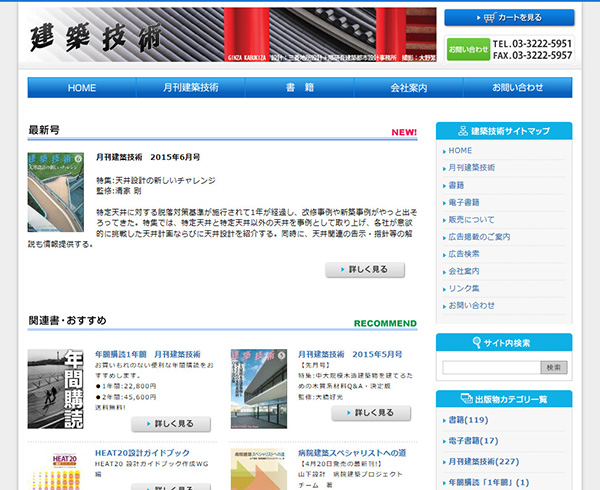 建築技術
GINZA KABUKIZA
カートを見る
お問い合わせ
TEL.03-3222-5951
FAX.03-3222-5957
HOME
月刊建築技術
書 籍
会社案内
お問い合わせ
最新号
NEW!
月刊建築技術 2015年6月号
特集:天井設計の新しいチャレンジ
監修:清家 剛
特定天井に対する脱落対策基準が施行されて1年が経過し、改修事例や新築事例がやっと出そ
ろってきた。特集では、特定天井と特定天井以外の天井を事例として取り上げ、各社が意欲
的に挑戦した天井計画ならびに天井設計を紹介する。同時に、天井関連の告示・指針等の解
説も情報提供する。
詳しく見る
関連書・おすすめ
RECOMMEND
年間購読
年間購読1年間 月刊建築技術
お買いもれのない便利な年間購読をお
すすめします。
●1年間:22,800円
●2年間:45,600円
送料無料!
詳しく見る
建築技術 5
月刊建築技術 2015年5月号
【先月号】
特集:中大規模木造建築物を建てるた
めの木質系材料Q&A・決定版
監修:大橋好光
詳しく見る
HEAT20
HEAT20設計ガイドブック
HEAT20 設計ガイドブック作成WG
編
病院建築スペシャリストへの道
【4月20日発売の最新刊!】
山下設計 病院建築プロジェクト
チーム 著
建築技術サイトマップ
HOME
月刊建築技術
書籍
電子書籍
販売について
広告掲載のご案内
広告検索
会社案内
リンク集
お問い合わせ
サイト内検索
検索
出版物カテゴリ一覧
書籍(119)
電子書籍(17)
月刊建築技術(227)
年間購読「1年間」(1)